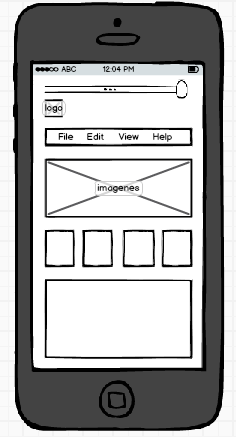 ABC 12:04 PM
logo
File Edit View Help
imagenes